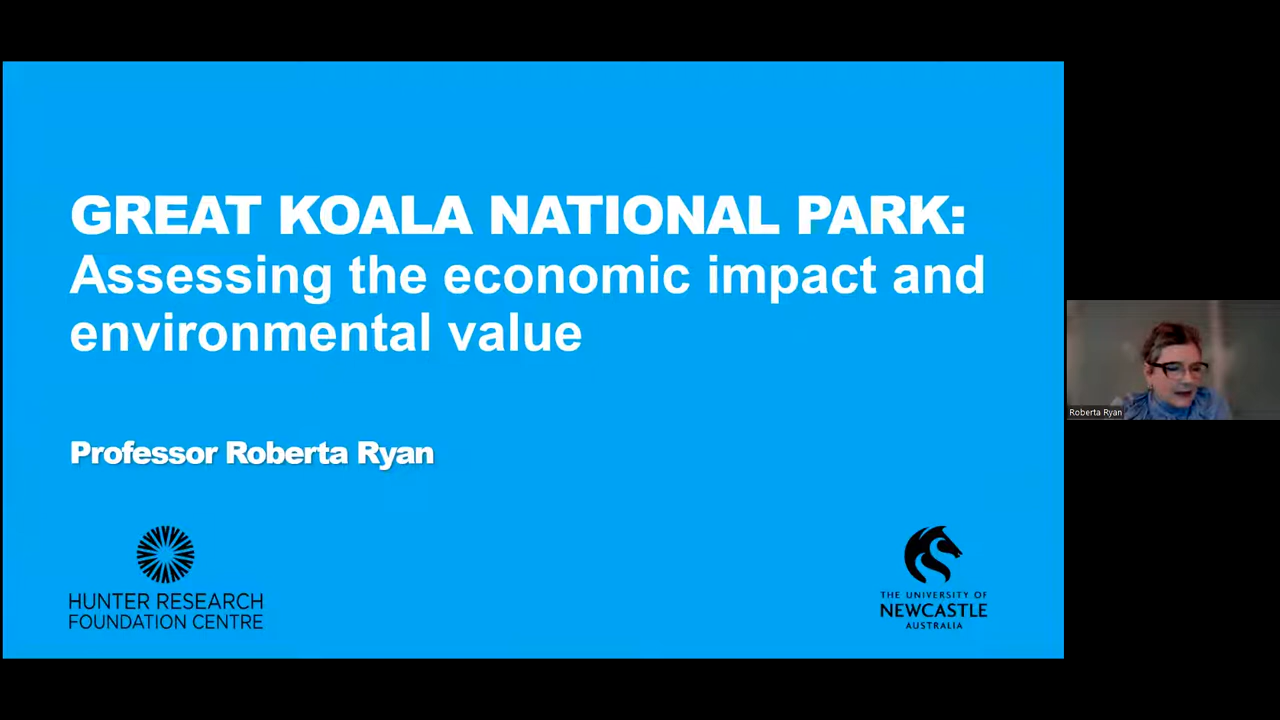 GREAT KOALA NATIONAL PARK:
Assessing the economic impact and
environmental value
Professor Roberta Ryan
HUNTER RESEARCH
FOUNDATION CENTRE
THE UNIVERSITY OF
NEWCASTLE
AUSTRALIA
Roberta Ryan